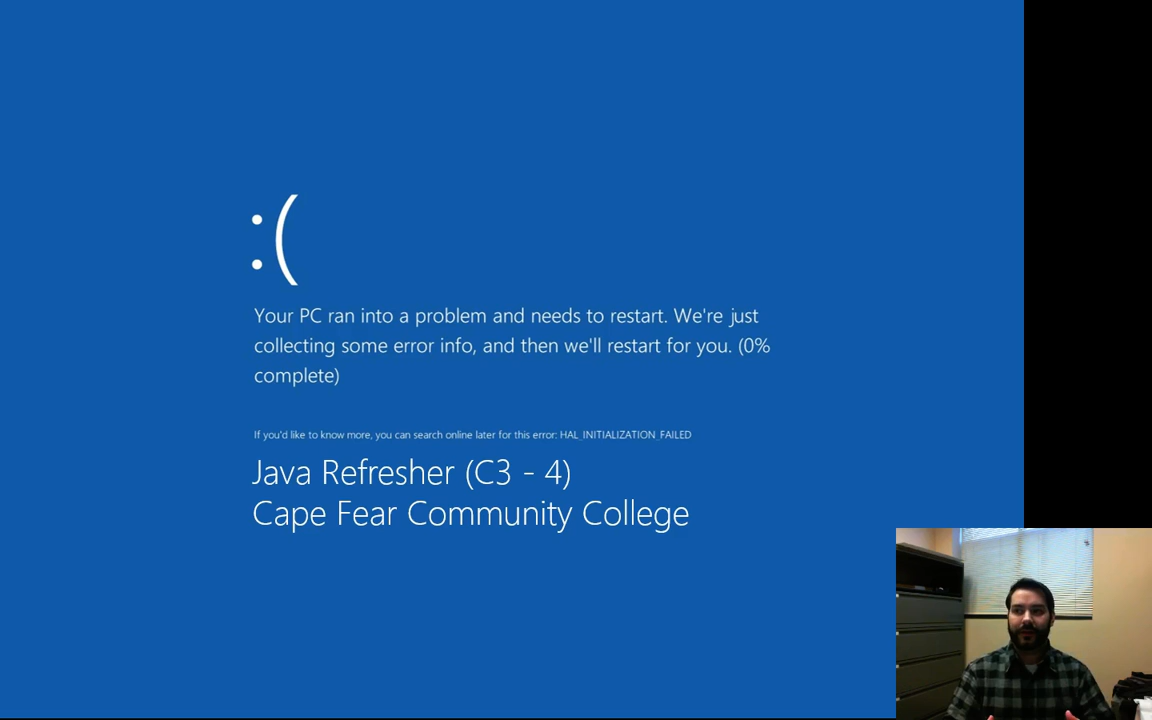 :(
Your PC ran into a problem and needs to restart. We're just
collecting some error info, and then we'll restart for you. (0%
complete)
If you'd like to know more, you can search online later for this error: HAL_INITIALIZATION_FAILED
Java Refresher (C3 - 4)
Cape Fear Community College